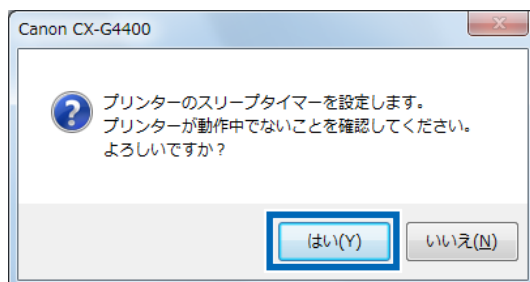 Canon CX-G4400
プリンターのスリープタイマーを設定します。
プリンターが動作中でないことを確認してください。
よろしいですか？
はい(Y)
いいえ(N)